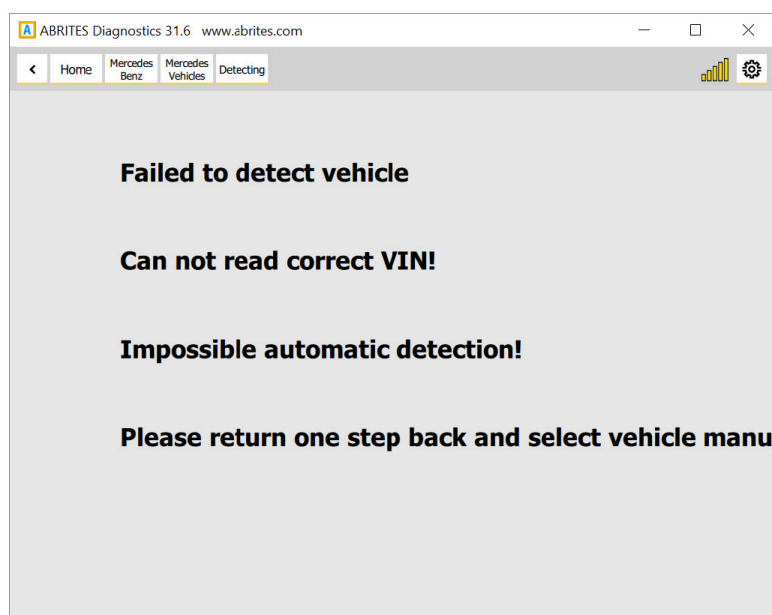 A ABRITES Diagnostics 31.6 www.abrites.com
Home
Mercedes
Benz
Mercedes
Vehicles
Detecting
Failed to detect vehicle
Can not read correct VIN!
Impossible automatic detection!
Please return one step back and select vehicle manu